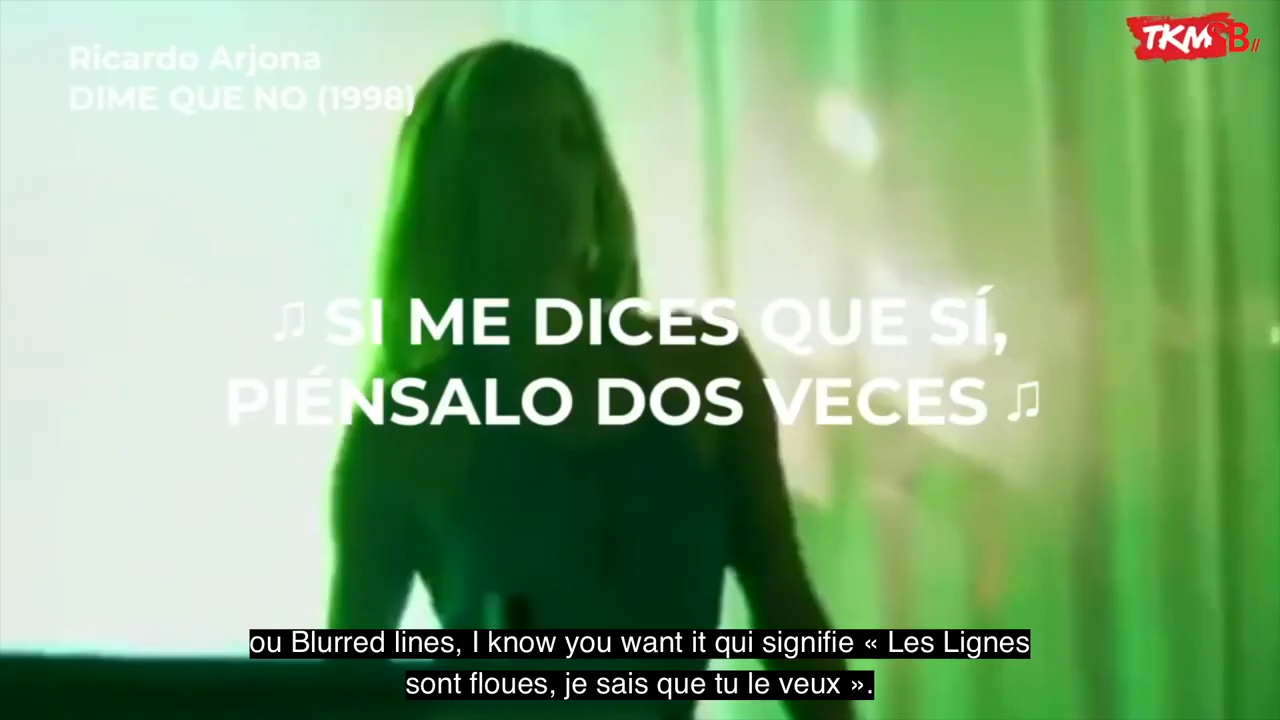 Ricardo Arjona
DIME QUE NO (1998)
TKM
B//
♫ SI ME DICES QUE SÍ,
PIÉNSALO DOS VECES ♫
ou Blurred lines, I know you want it qui signifie « Les Lignes
sont floues, je sais que tu le veux ».